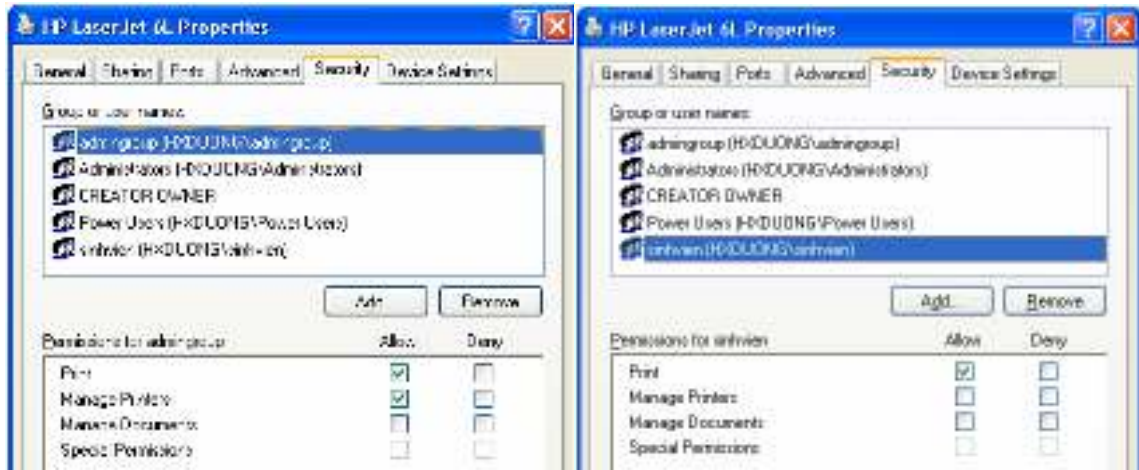 HP LaserJet 6L Properties
General Sharing Ports Advanced Security Device Settings
Group or user names:
admingroup (HXDUONG\admingroup)
Administrators (HXDUONG\Administrators)
CREATOR OWNER
Power Users (HXDUONG\Power Users)
sinhvien (HXDUONG\sinhvien)
Add... Remove
Permissions for admingroup Allow Deny
Print
Manage Printers
Manage Documents
Special Permissions
HP LaserJet 6L Properties
General Sharing Ports Advanced Security Device Settings
Group or user names:
admingroup (HXDUONG\admingroup)
Administrators (HXDUONG\Administrators)
CREATOR OWNER
Power Users (HXDUONG\Power Users)
sinhvien (HXDUONG\sinhvien)
Add... Remove
Permissions for sinhvien Allow Deny
Print
Manage Printers
Manage Documents
Special Permissions